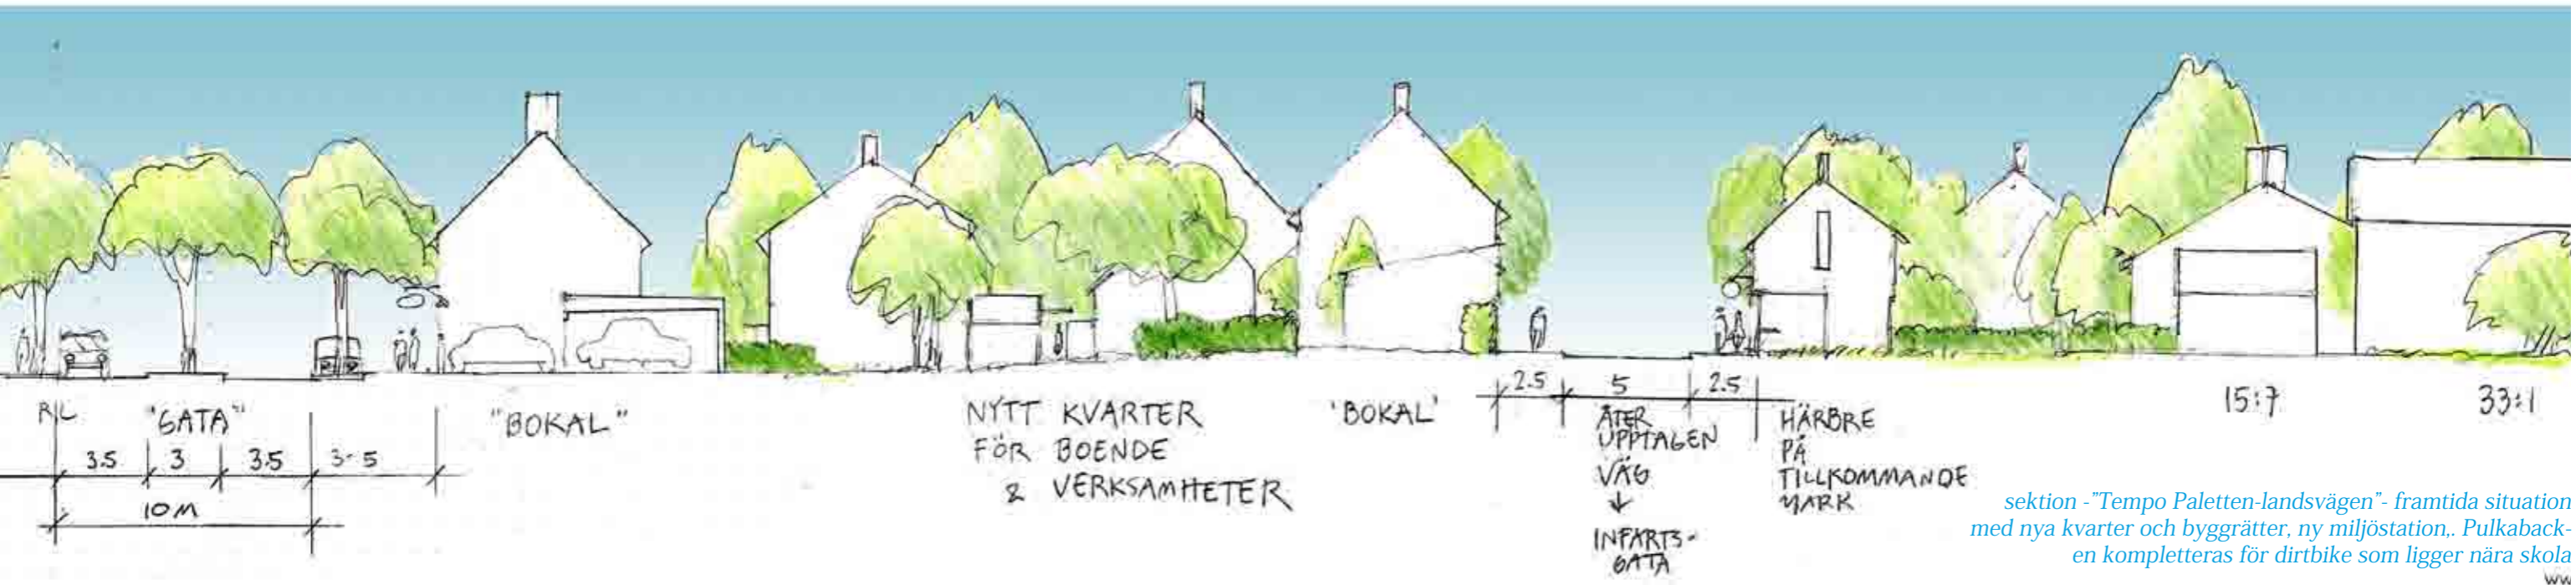 RIL
"GATA"
3.5 3 3.5 3-5
10 M
"BOKAL"
NYTT KVARTER
FÖR BOENDE
& VERKSAMHETER
'BOKAL'
2.5 5 2.5
ÅTER
UPPTAGEN
VÄG
↓
INFARTS-
GATA
HÄRBRE
PÅ
TILLKOMMANDE
MARK
15:7
33:1
sektion -"Tempo Paletten-landsvägen"- framtida situation
med nya kvarter och byggrätter, ny miljöstation,. Pulkaback-
en kompletteras för dirtbike som ligger nära skola